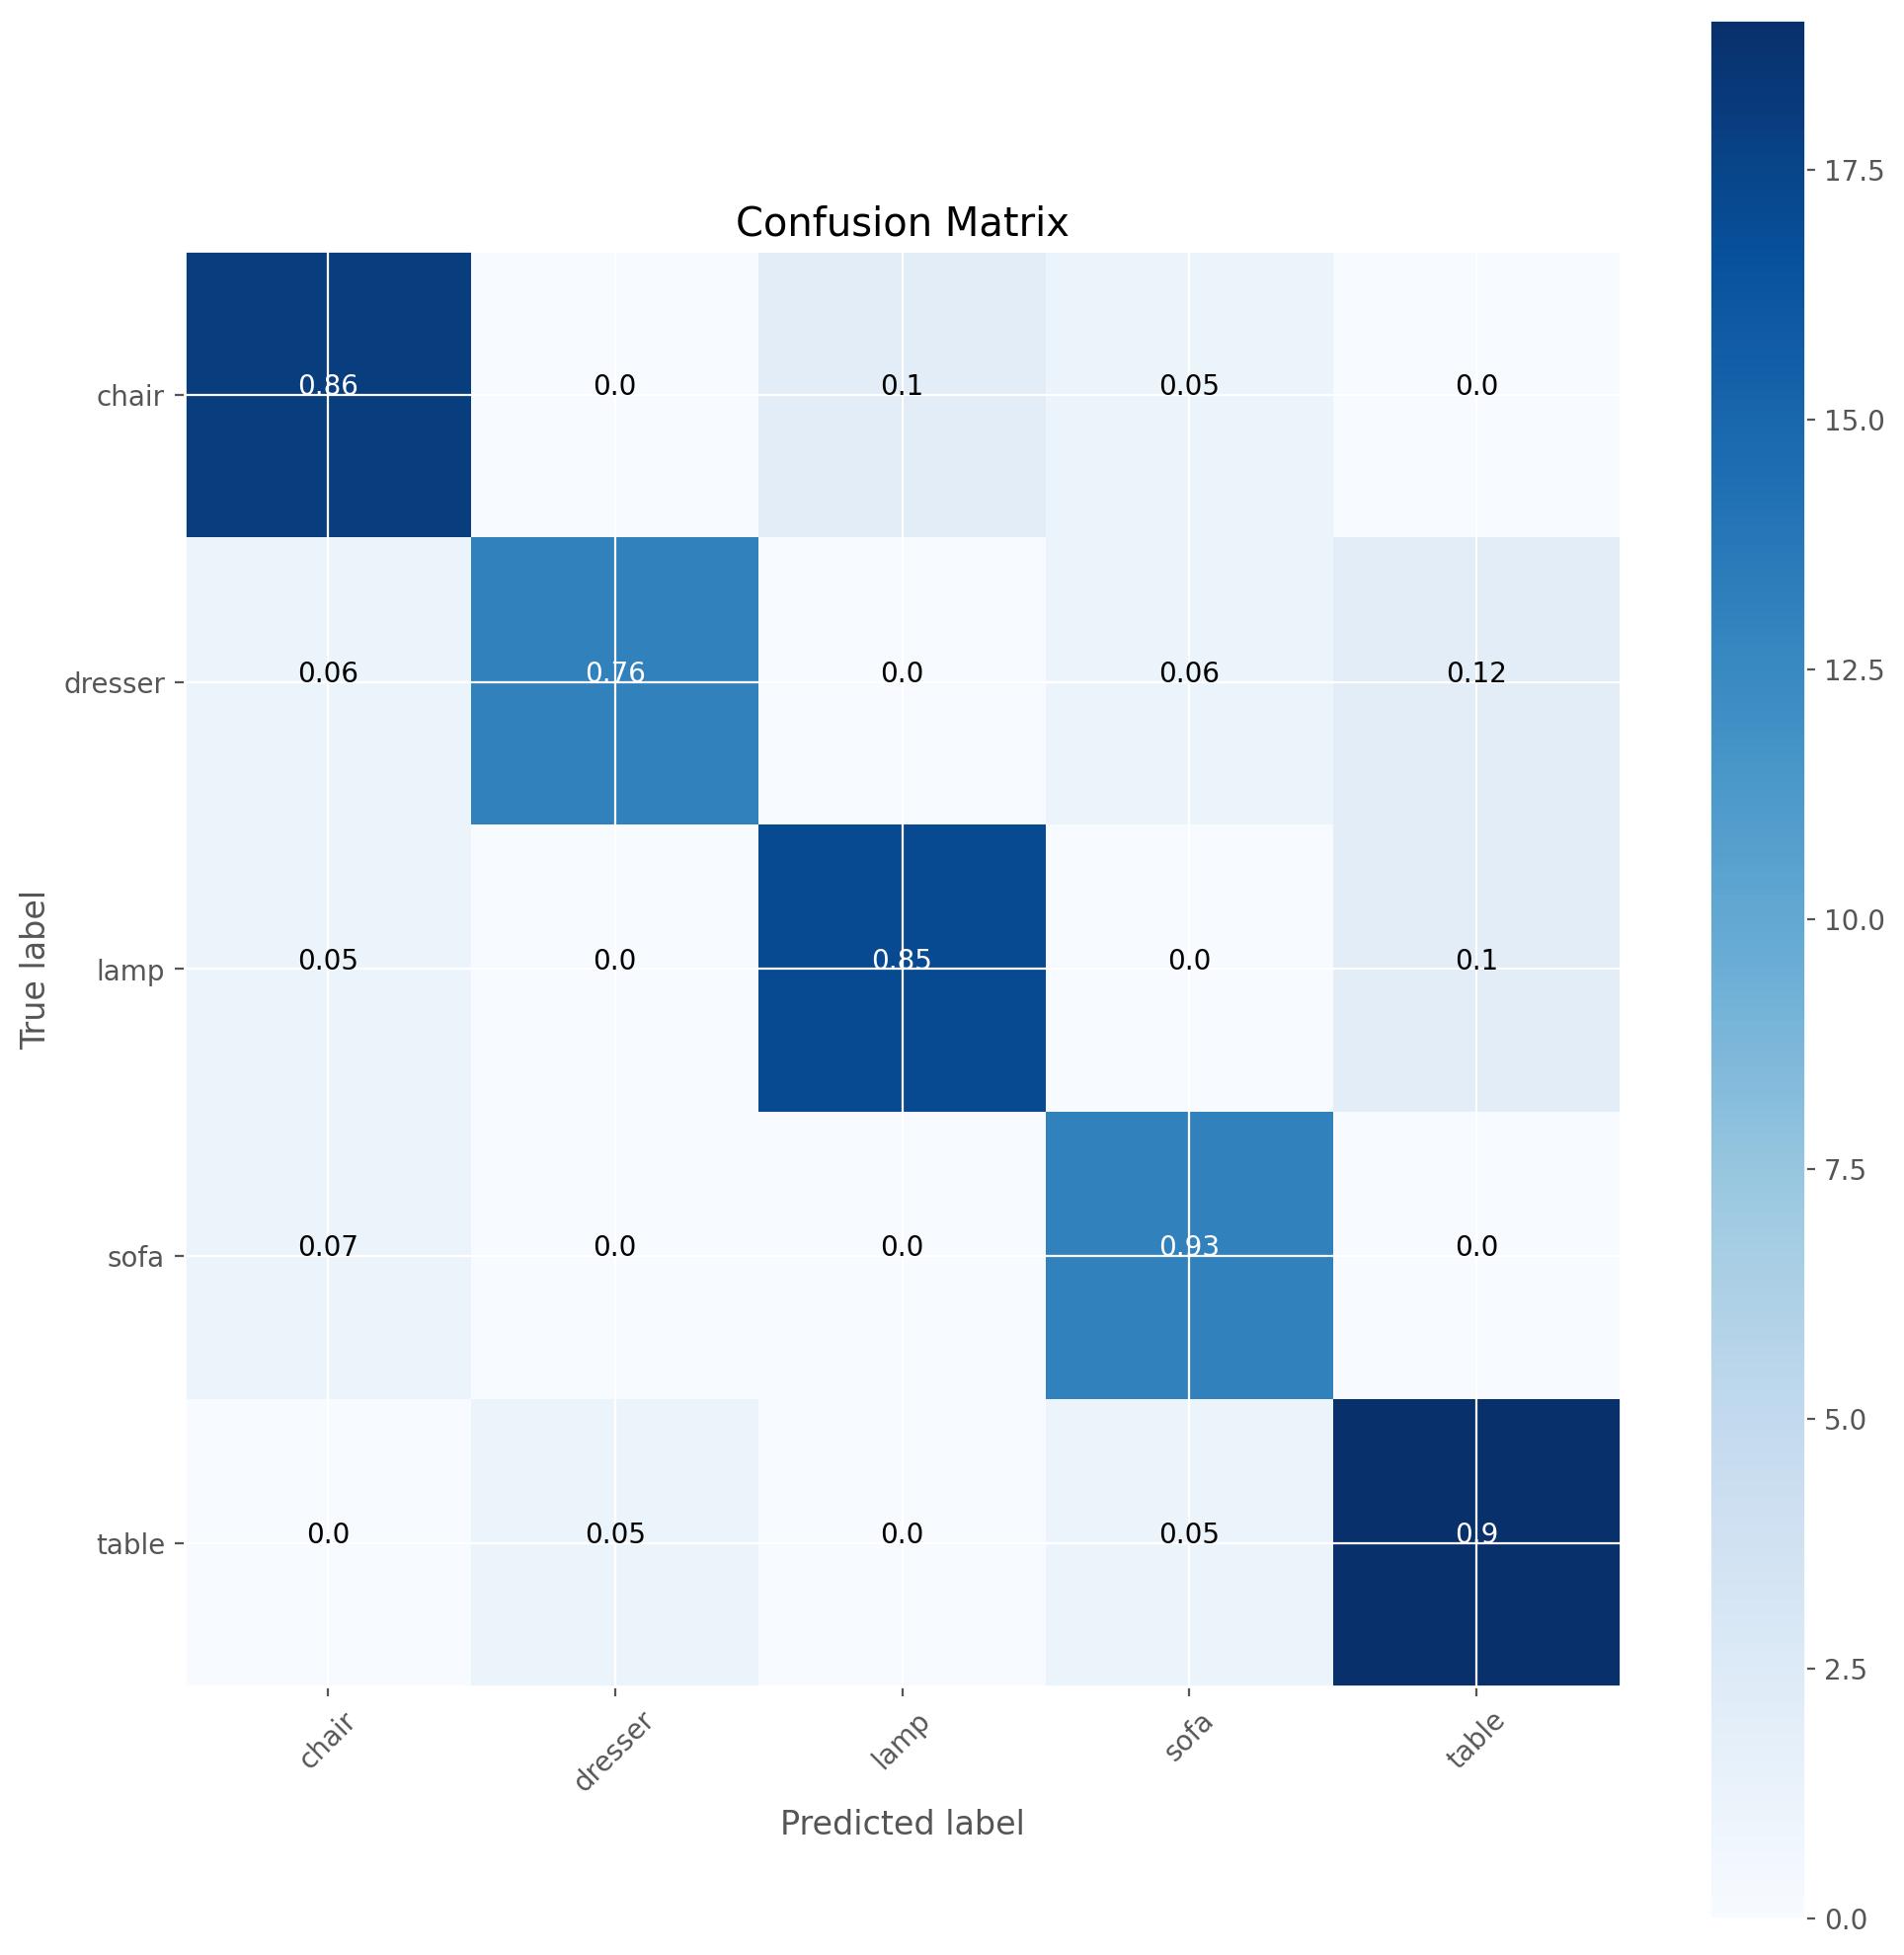 Confusion Matrix
chair 0.86 0.0 0.1 0.05 0.0
dresser 0.06 0.76 0.0 0.06 0.12
lamp 0.05 0.0 0.85 0.0 0.1
sofa 0.07 0.0 0.0 0.93 0.0
table 0.0 0.05 0.0 0.05 0.9
True label
chair dresser lamp sofa table
Predicted label
17.5
15.0
12.5
10.0
7.5
5.0
2.5
0.0